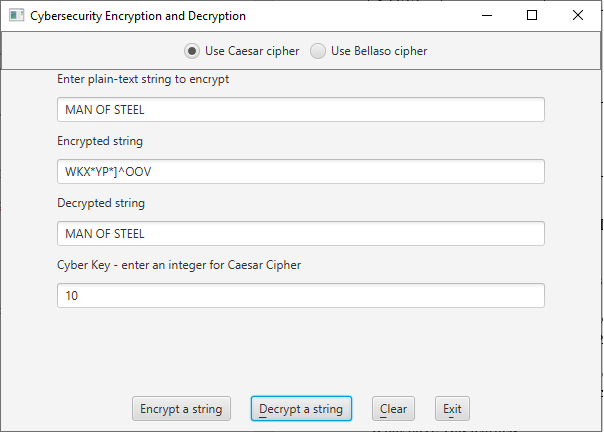 Cybersecurity Encryption and Decryption
Use Caesar cipher Use Bellaso cipher
Enter plain-text string to encrypt
MAN OF STEEL
Encrypted string
WKX*YP*]^OOV
Decrypted string
MAN OF STEEL
Cyber Key - enter an integer for Caesar Cipher
10
Encrypt a string Decrypt a string Clear Exit